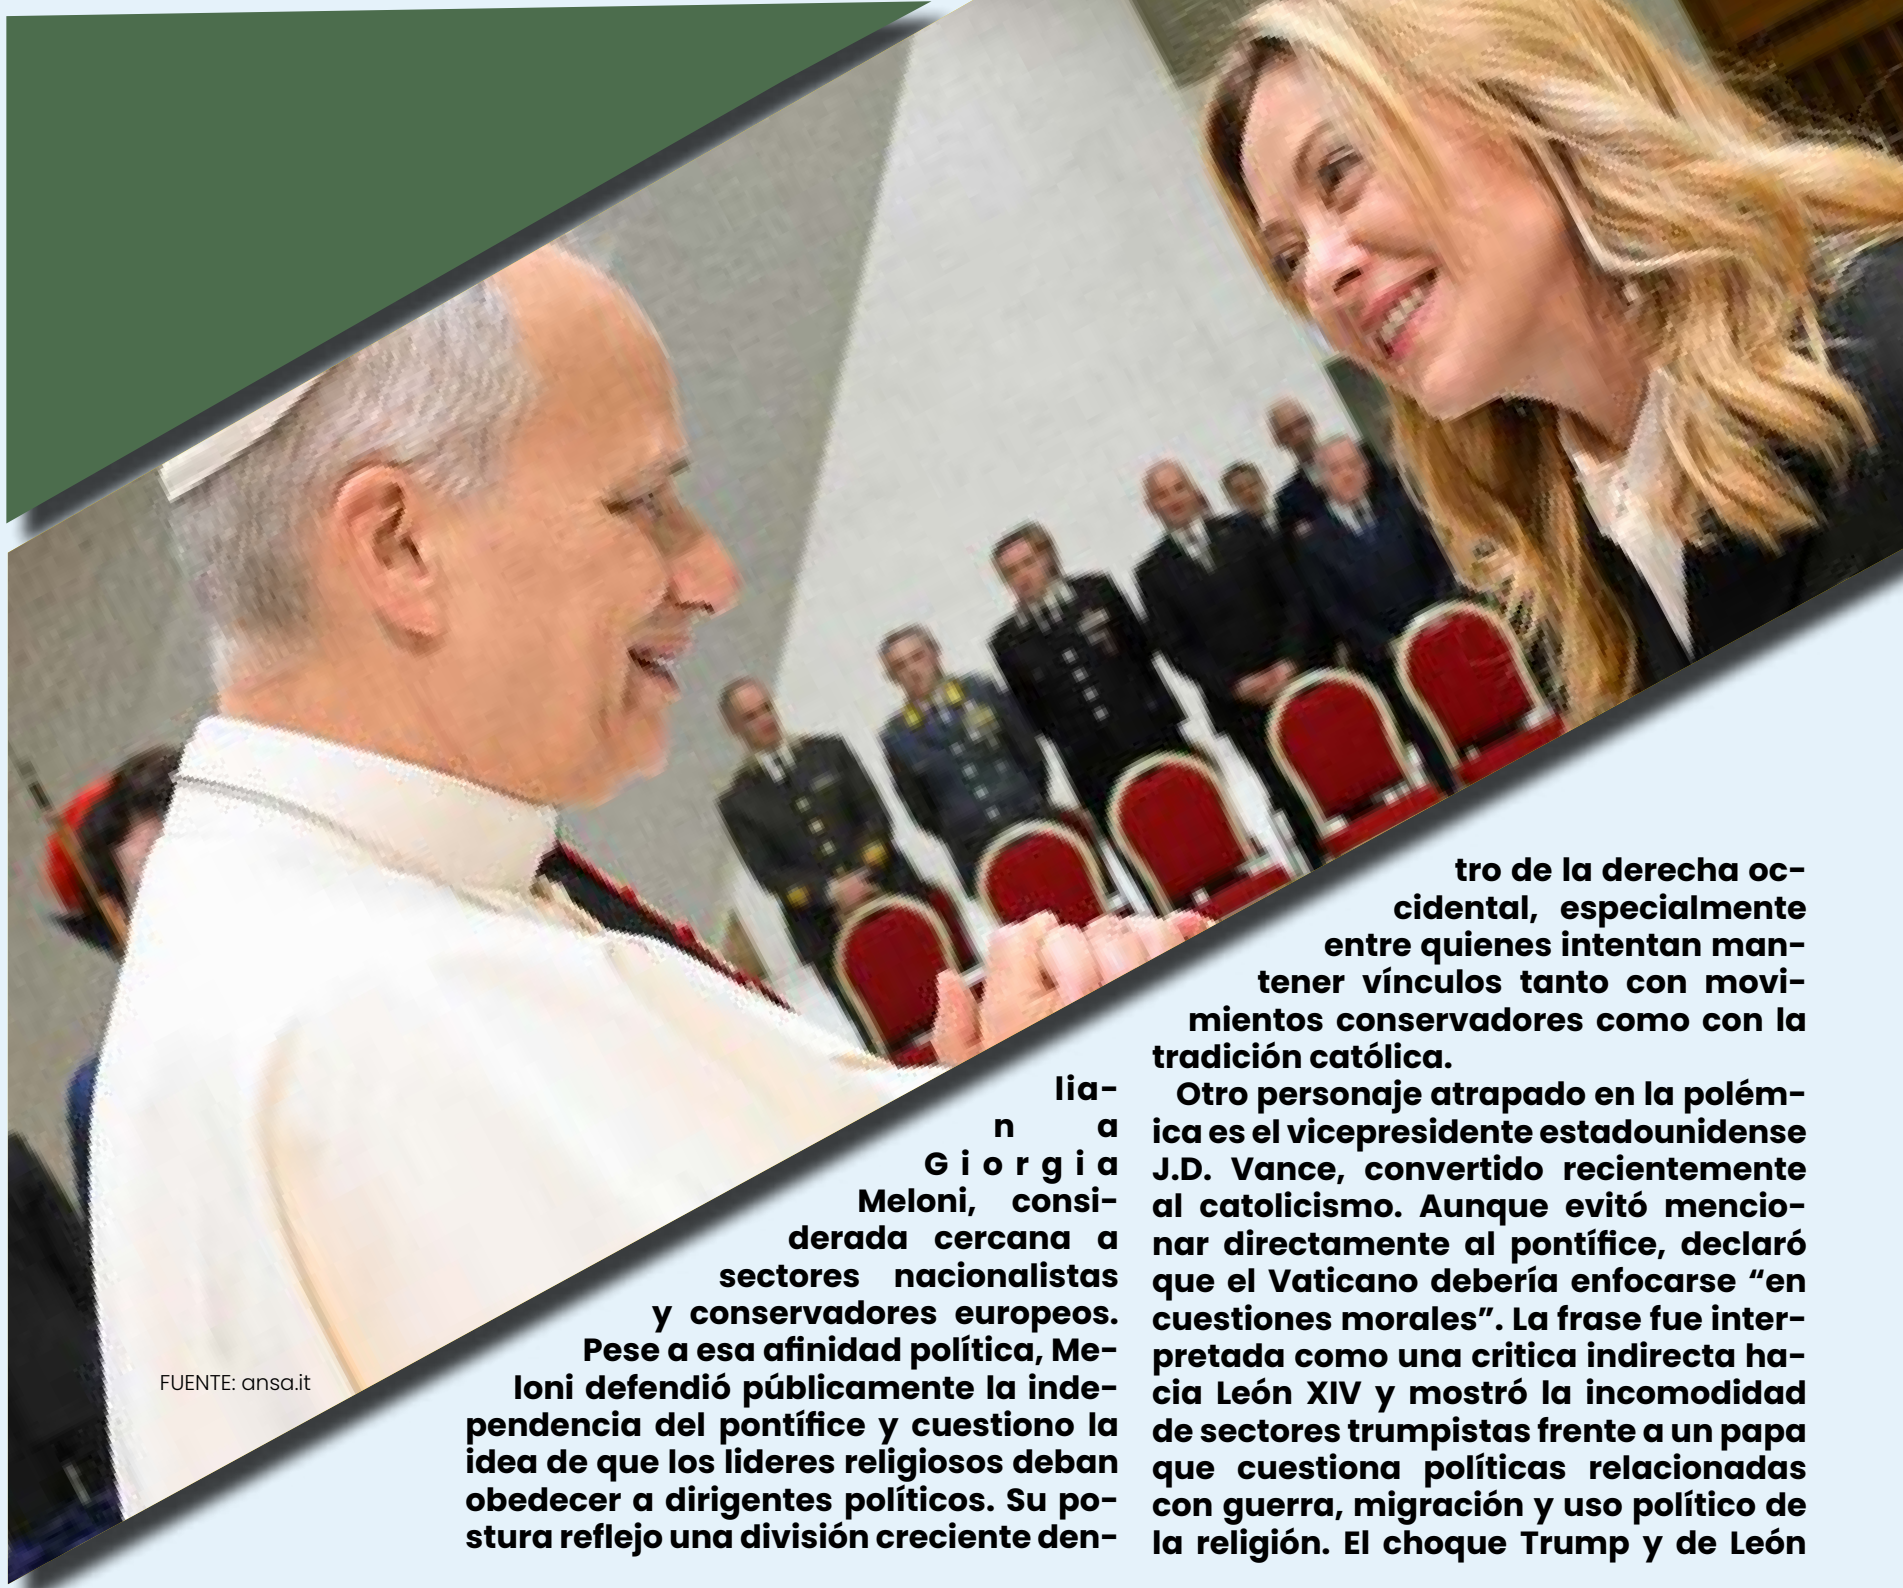 FUENTE: ansa.it
lia-
n a
Giorgia
Meloni, consi-
derada cercana a
sectores nacionalistas
y conservadores europeos.
Pese a esa afinidad política, Me-
loni defendió públicamente la inde-
pendencia del pontífice y cuestiono la
idea de que los lideres religiosos deban
obedecer a dirigentes políticos. Su po-
stura reflejo una división creciente den-
tro de la derecha oc-
cidental, especialmente
entre quienes intentan man-
tener vínculos tanto con movi-
mientos conservadores como con la
tradición católica.
Otro personaje atrapado en la polém-
ica es el vicepresidente estadounidense
J.D. Vance, convertido recientemente
al catolicismo. Aunque evitó mencio-
nar directamente al pontífice, declaró
que el Vaticano debería enfocarse “en
cuestiones morales”. La frase fue inter-
pretada como una critica indirecta ha-
cia León XIV y mostró la incomodidad
de sectores trumpistas frente a un papa
que cuestiona políticas relacionadas
con guerra, migración y uso político de
la religión. El choque Trump y de León